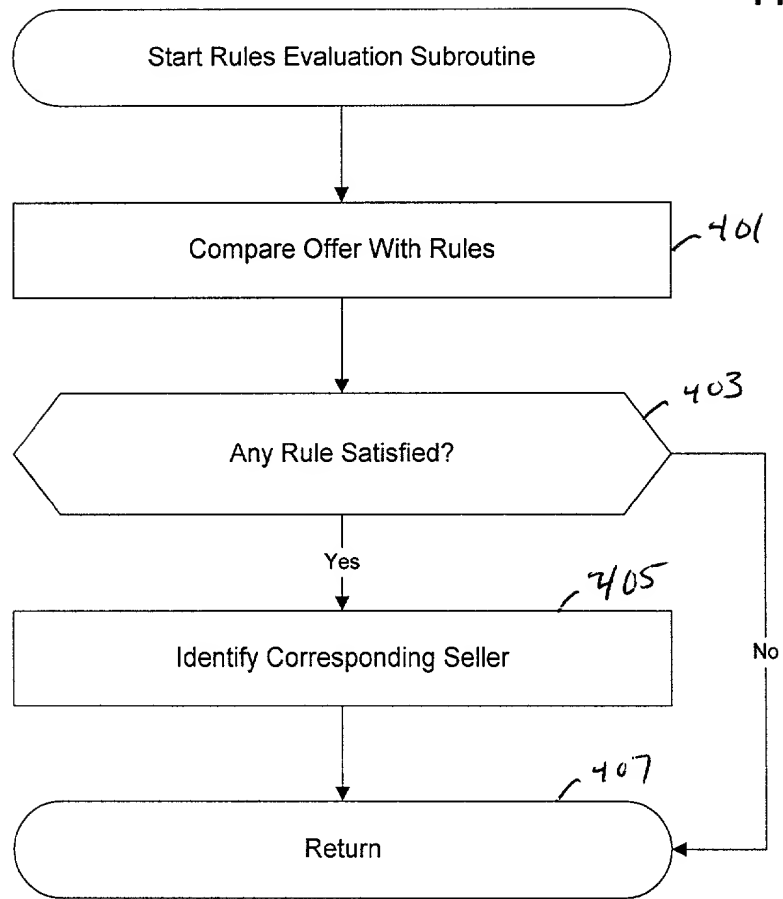 Start Rules Evaluation Subroutine
Compare Offer With Rules
401
403
Any Rule Satisfied?
Yes
405
Identify Corresponding Seller
No
407
Return